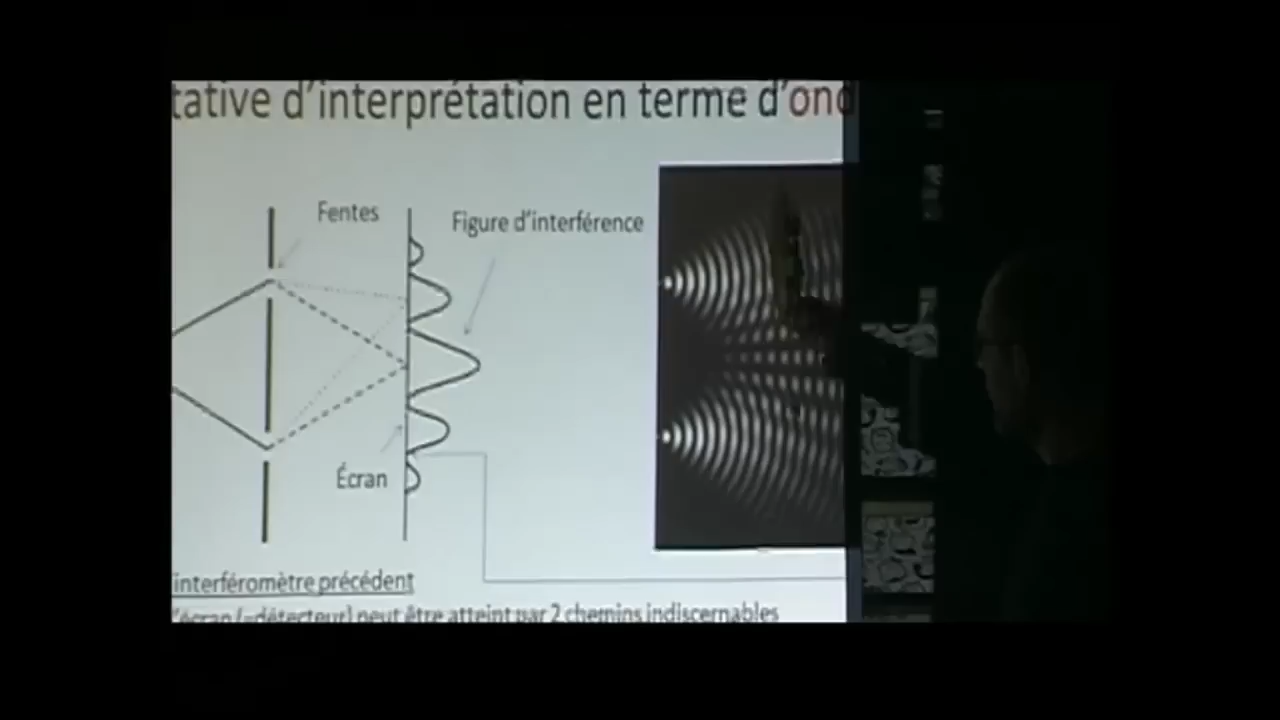 tative d'interprétation en terme d'ond
Fentes
Figure d'interférence
Écran
interféromètre précédent
l'écran (=détecteur) peut être atteint par 2 chemins indiscernables